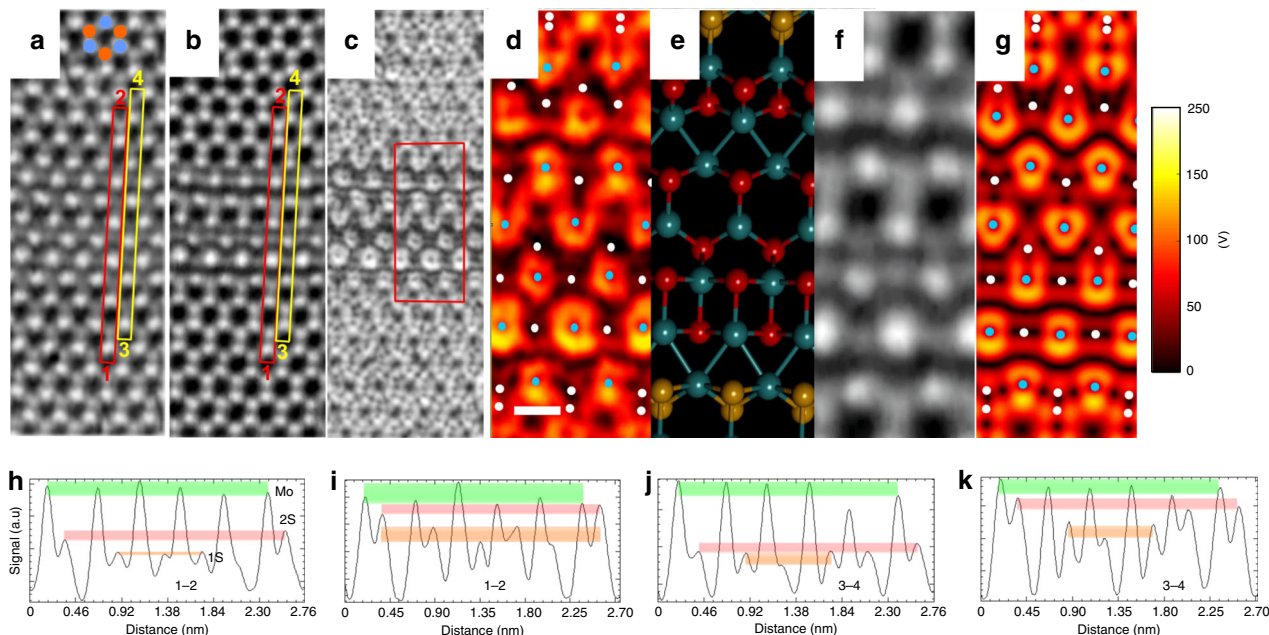 a b c d e f g
2 4 2 4
3 1 3 1
250
200
150
100
50
0
(V)
h i j k
Signal (a.u)
Mo
2S
1S
1–2 1–2 3–4 3–4
0 0.46 0.92 1.38 1.84 2.30 2.76
0 0.45 0.90 1.35 1.80 2.25 2.70
0 0.46 0.92 1.38 1.84 2.30 2.76
0 0.45 0.90 1.35 1.80 2.25 2.70
Distance (nm) Distance (nm) Distance (nm) Distance (nm)